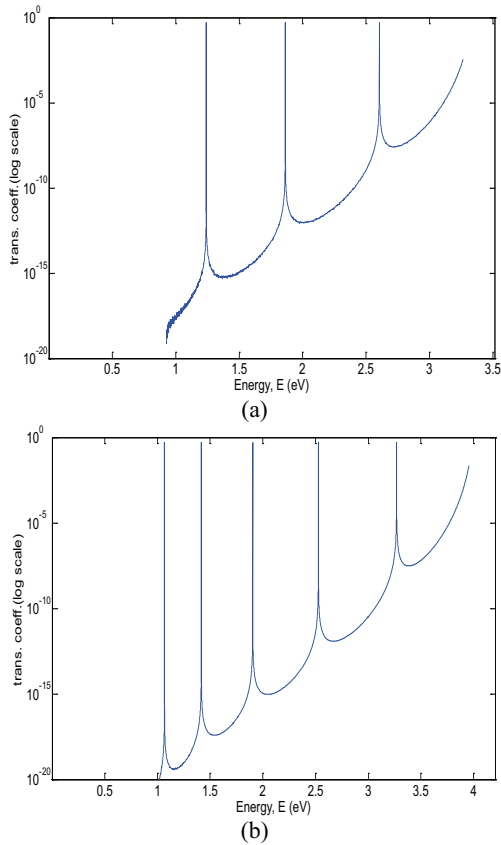 10^0
10^-5
10^-10
10^-15
10^-20
trans. coeff.(log scale)
0.5 1 1.5 2 2.5 3 3.5
Energy, E (eV)
(a)
10^0
10^-5
10^-10
10^-15
10^-20
trans. coeff.(log scale)
0.5 1 1.5 2 2.5 3 3.5 4
Energy, E (eV)
(b)